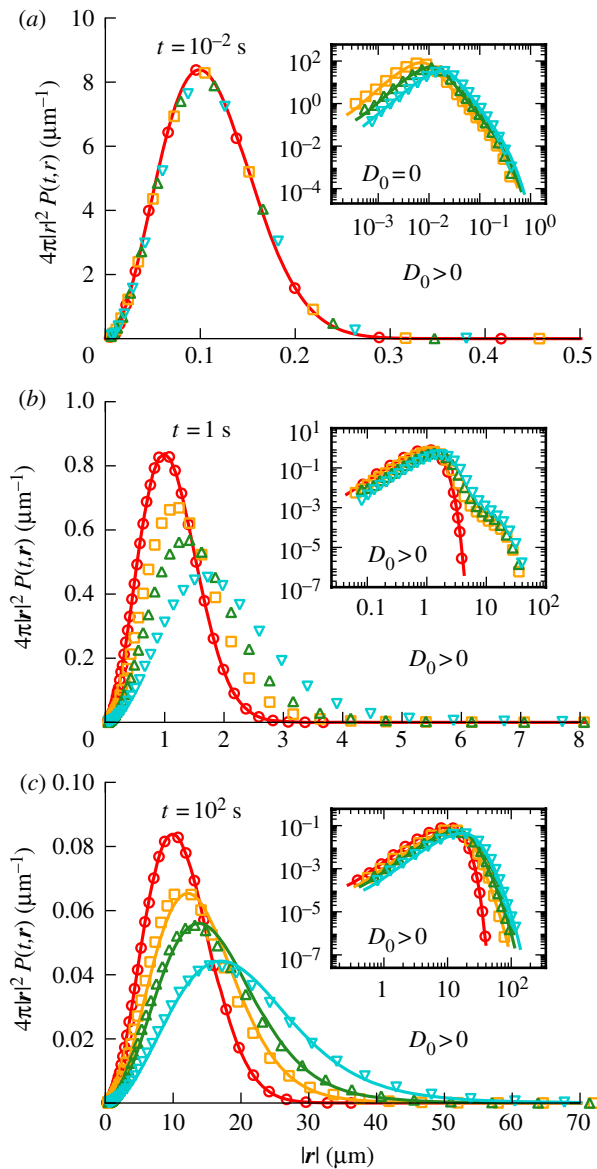 (a)
10
8
6
4
2
0
t = 10⁻² s
4π|r|² P(t,r) (μm⁻¹)
10²
10⁰
10⁻²
10⁻⁴
D₀ = 0
10⁻³ 10⁻² 10⁻¹ 10⁰
D₀ > 0
0.1 0.2 0.3 0.4 0.5
(b)
1.0
0.8
0.6
0.4
0.2
0
t = 1 s
4π|r|² P(t,r) (μm⁻¹)
10¹
10⁻¹
10⁻³
10⁻⁵
10⁻⁷
D₀ > 0
0.1 1 10 10²
D₀ > 0
1 2 3 4 5 6 7 8
(c)
0.10
0.08
0.06
0.04
0.02
0
t = 10² s
4π|r|² P(t,r) (μm⁻¹)
10⁻¹
10⁻³
10⁻⁵
10⁻⁷
D₀ > 0
1 10 10²
D₀ > 0
10 20 30 40 50 60 70
|r| (μm)